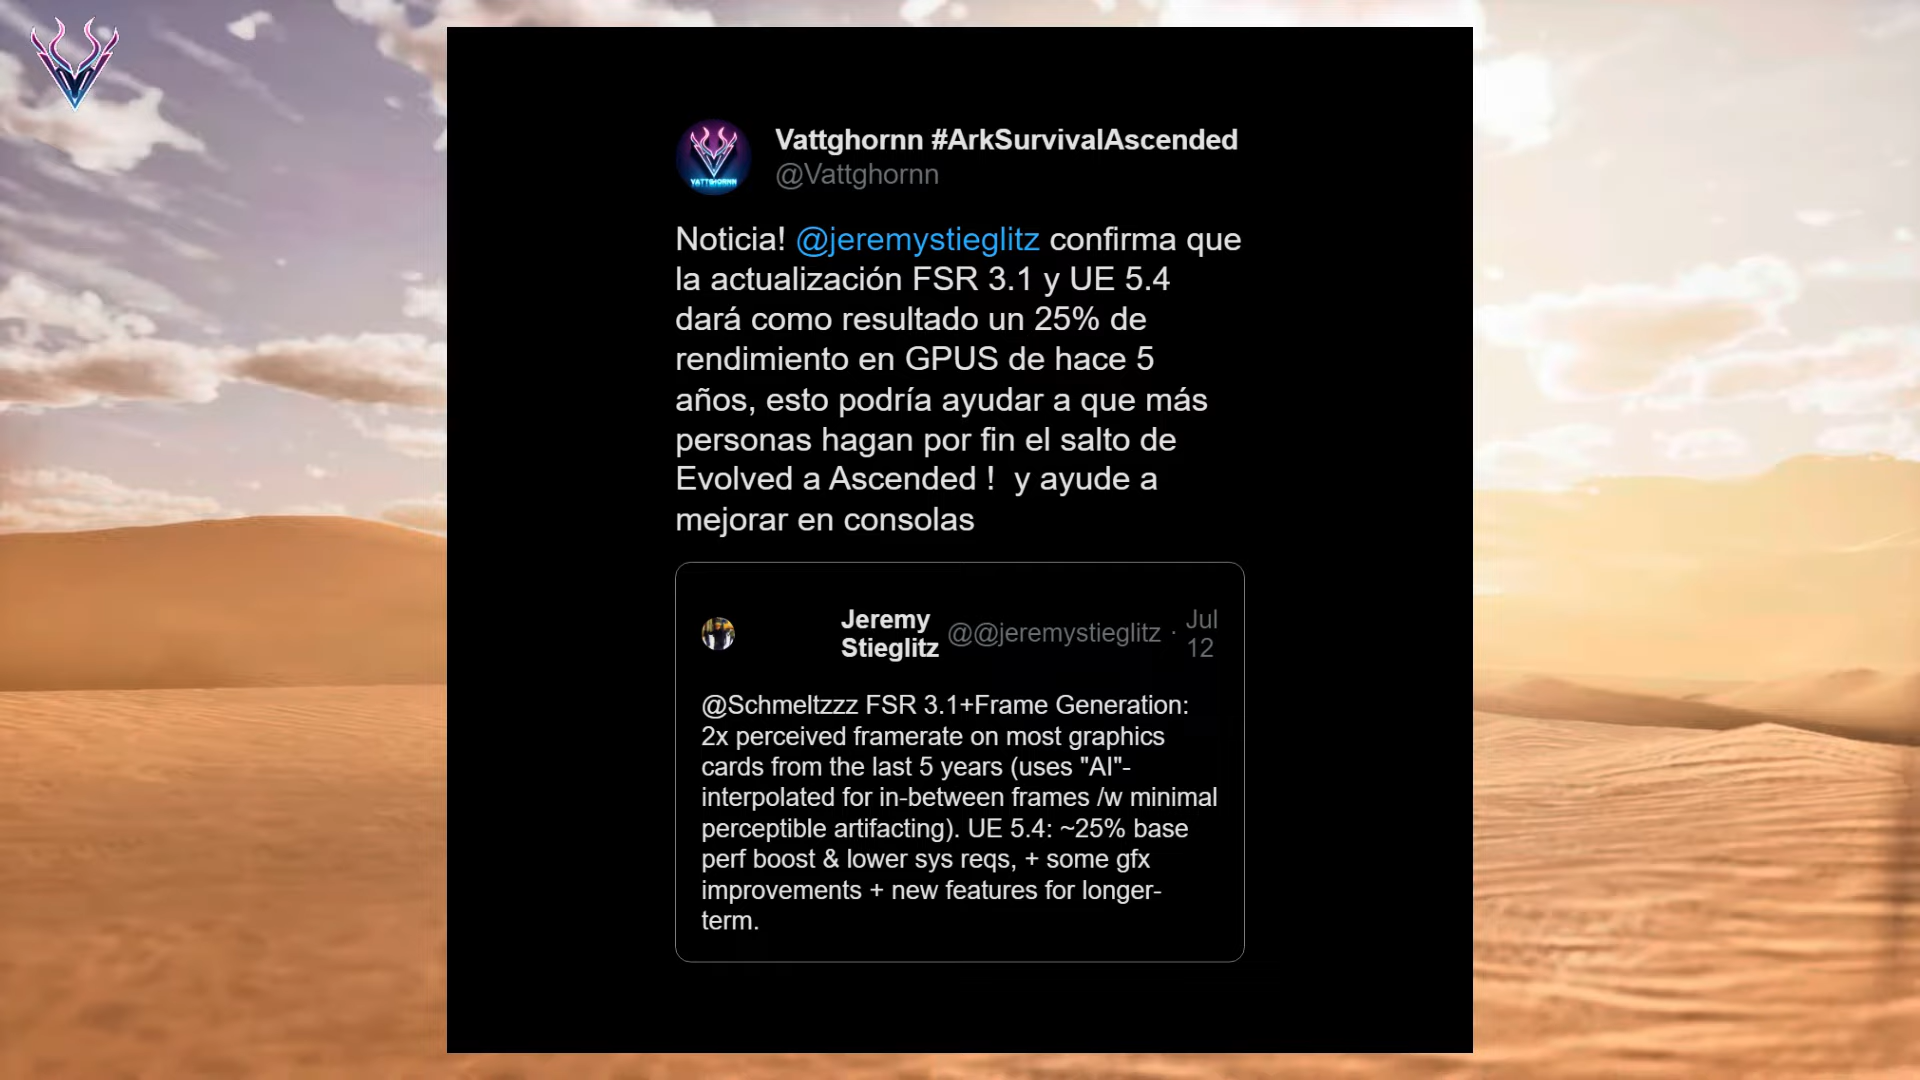 Vattghornn #ArkSurvivalAscended
@Vattghornn
VATTGHORNN
Noticia! @jeremystieglitz confirma que
la actualización FSR 3.1 y UE 5.4
dará como resultado un 25% de
rendimiento en GPUS de hace 5
años, esto podría ayudar a que más
personas hagan por fin el salto de
Evolved a Ascended !  y ayude a
mejorar en consolas
Jeremy
Stieglitz
@@jeremystieglitz · Jul
12
@Schmeltzzz FSR 3.1+Frame Generation:
2x perceived framerate on most graphics
cards from the last 5 years (uses "AI"-
interpolated for in-between frames /w minimal
perceptible artifacting). UE 5.4: ~25% base
perf boost & lower sys reqs, + some gfx
improvements + new features for longer-
term.